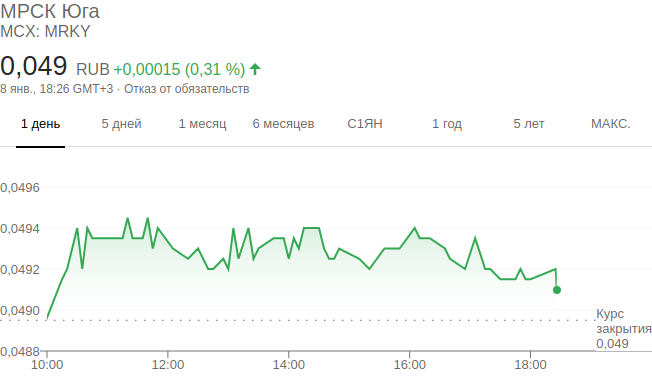 МРСК Юга
MCX: MRKY
0,049 RUB +0,00015 (0,31 %)
8 янв., 18:26 GMT+3 · Отказ от обязательств
1 день 5 дней 1 месяц 6 месяцев С1ЯН 1 год 5 лет МАКС.
0,0496
0,0494
0,0492
0,0490
0,0488
Курс
закрытия
0,049
10:00 12:00 14:00 16:00 18:00